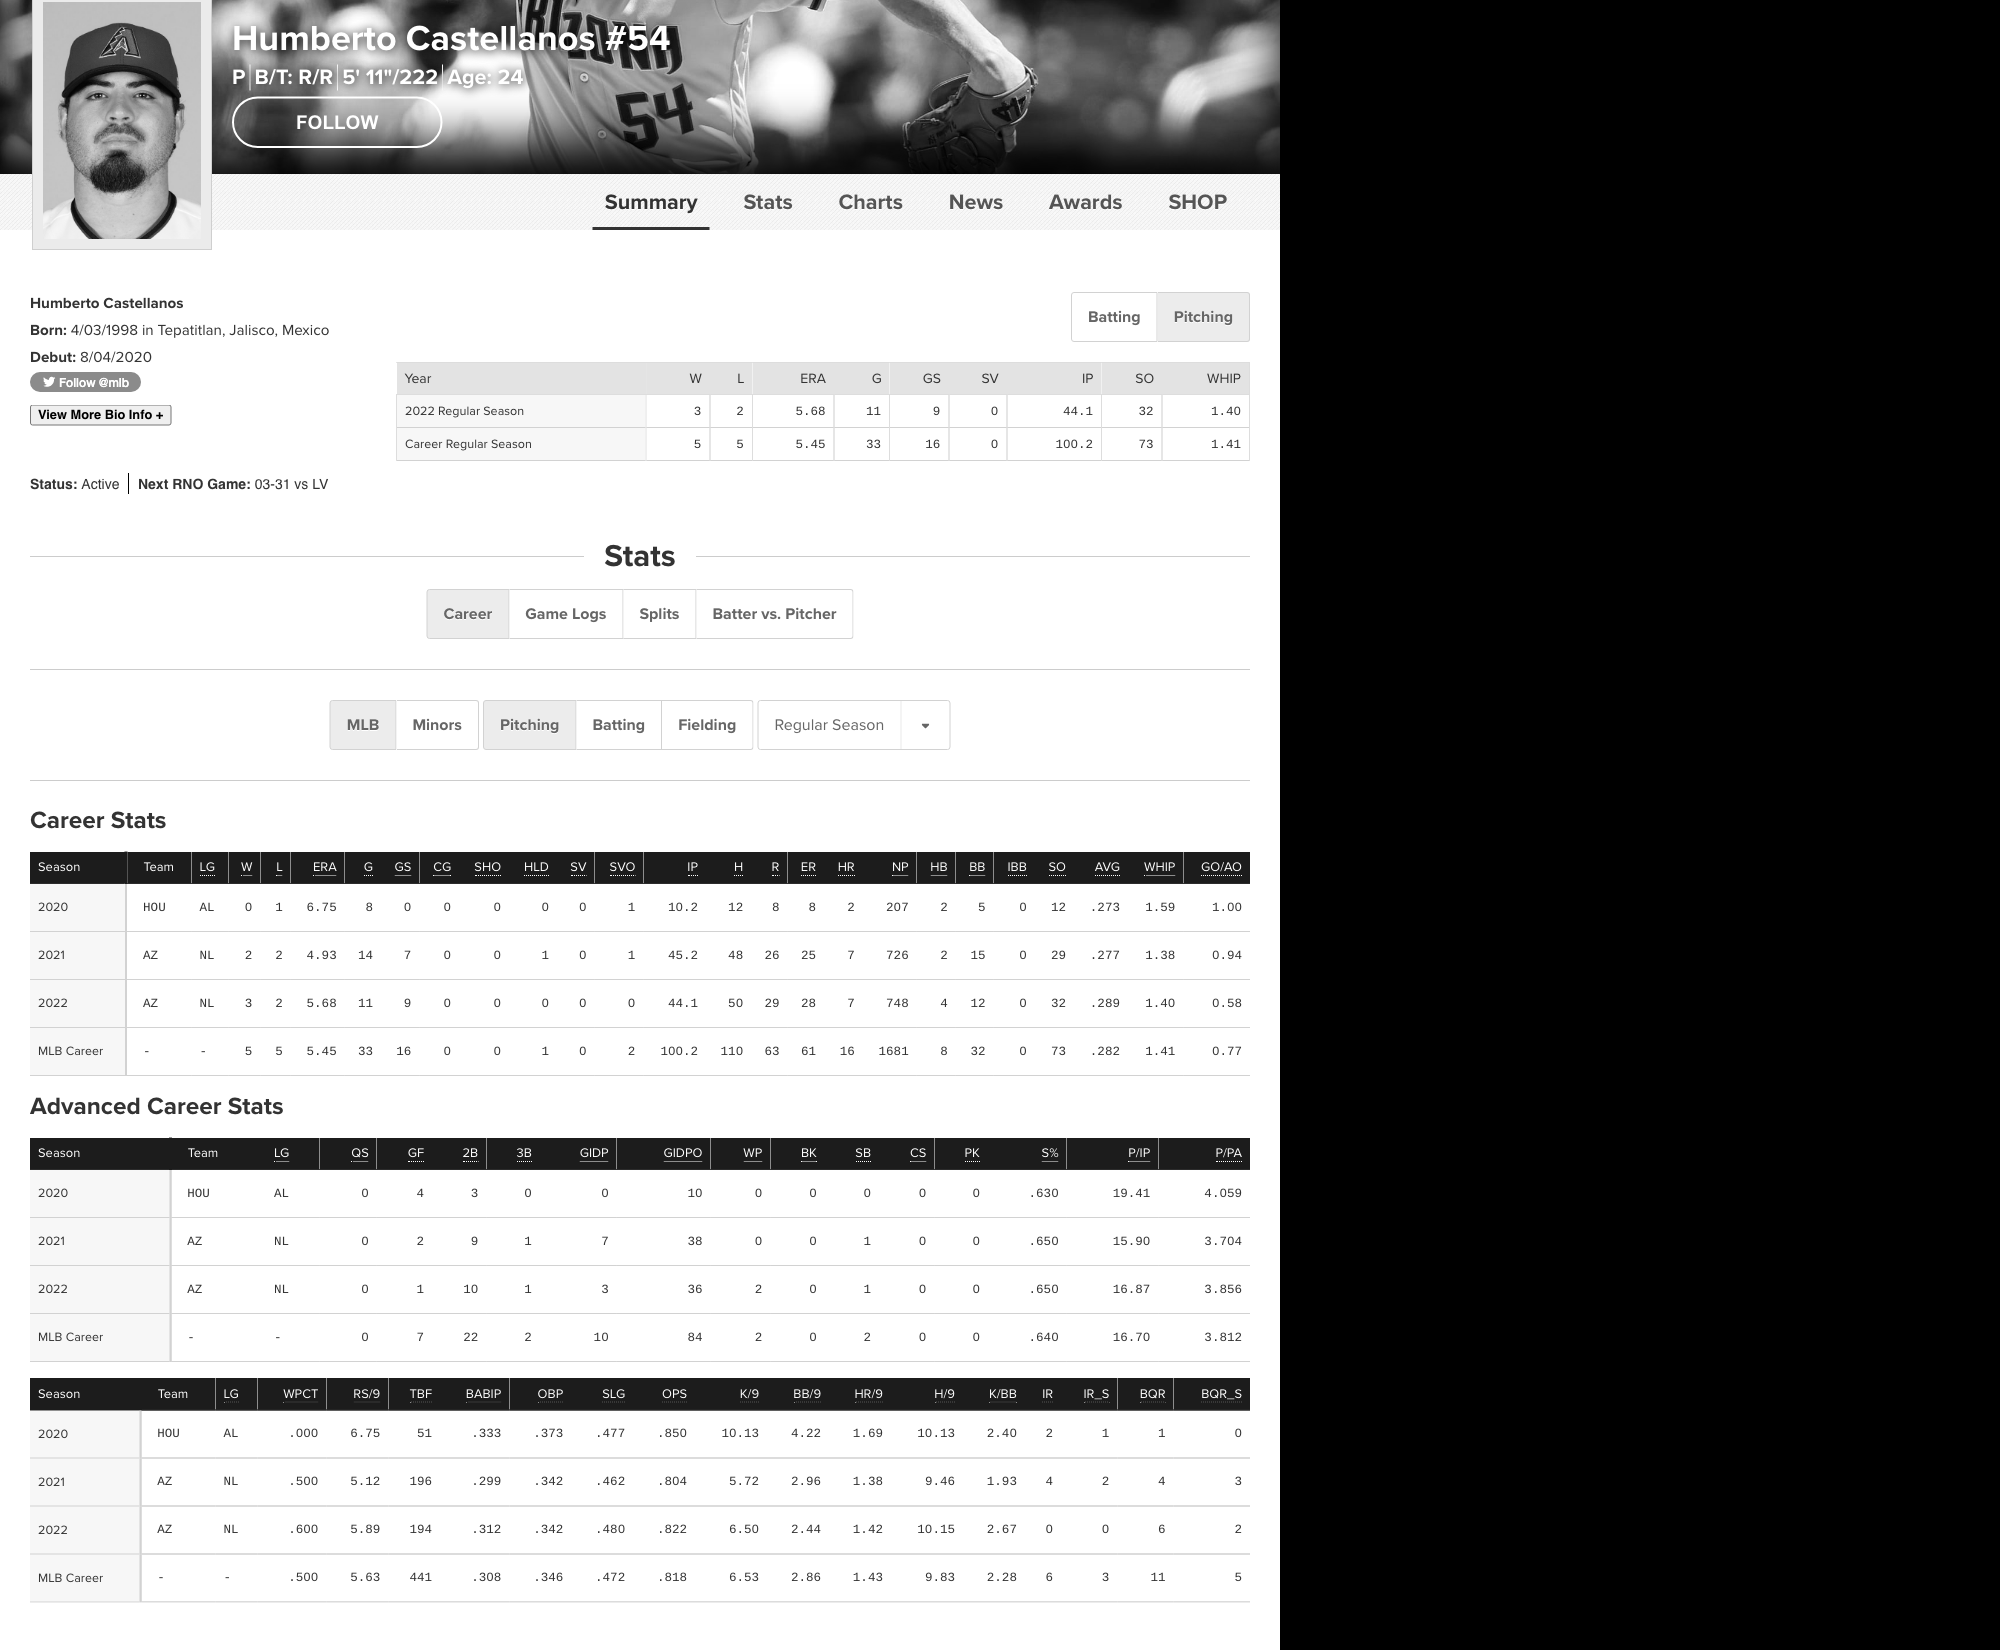 Humberto Castellanos #54
P B/T: R/R 5' 11"/222 Age: 24
FOLLOW
54
Summary Stats Charts News Awards SHOP
Humberto Castellanos
Born: 4/03/1998 in Tepatitlan, Jalisco, Mexico
Debut: 8/04/2020
Follow @mlb
View More Bio Info +
Status: Active Next RNO Game: 03-31 vs LV
Batting Pitching
Year W L ERA G GS SV IP SO WHIP
2022 Regular Season 3 2 5.68 11 9 0 44.1 32 1.40
Career Regular Season 5 5 5.45 33 16 0 100.2 73 1.41
Stats
Career Game Logs Splits Batter vs. Pitcher
MLB Minors Pitching Batting Fielding Regular Season
Career Stats
Season Team LG W L ERA G GS CG SHO HLD SV SVO IP H R ER HR NP HB BB IBB SO AVG WHIP GO/AO
2020 HOU AL 0 1 6.75 8 0 0 0 0 0 1 10.2 12 8 8 2 207 2 5 0 12 .273 1.59 1.00
2021 AZ NL 2 2 4.93 14 7 0 0 1 0 1 45.2 48 26 25 7 726 2 15 0 29 .277 1.38 0.94
2022 AZ NL 3 2 5.68 11 9 0 0 0 0 0 44.1 50 29 28 7 748 4 12 0 32 .289 1.40 0.58
MLB Career - - 5 5 5.45 33 16 0 0 1 0 2 100.2 110 63 61 16 1681 8 32 0 73 .282 1.41 0.77
Advanced Career Stats
Season Team LG QS GF 2B 3B GIDP GIDPO WP BK SB CS PK S% P/IP P/PA
2020 HOU AL 0 4 3 0 0 10 0 0 0 0 0 .630 19.41 4.059
2021 AZ NL 0 2 9 1 7 38 0 0 1 0 0 .650 15.90 3.704
2022 AZ NL 0 1 10 1 3 36 2 0 1 0 0 .650 16.87 3.856
MLB Career - - 0 7 22 2 10 84 2 0 2 0 0 .640 16.70 3.812
Season Team LG WPCT RS/9 TBF BABIP OBP SLG OPS K/9 BB/9 HR/9 H/9 K/BB IR IR_S BQR BQR_S
2020 HOU AL .000 6.75 51 .333 .373 .477 .850 10.13 4.22 1.69 10.13 2.40 2 1 1 0
2021 AZ NL .500 5.12 196 .299 .342 .462 .804 5.72 2.96 1.38 9.46 1.93 4 2 4 3
2022 AZ NL .600 5.89 194 .312 .342 .480 .822 6.50 2.44 1.42 10.15 2.67 0 0 6 2
MLB Career - - .500 5.63 441 .308 .346 .472 .818 6.53 2.86 1.43 9.83 2.28 6 3 11 5